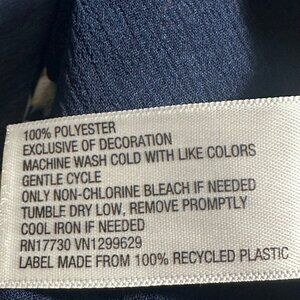 100% POLYESTER
EXCLUSIVE OF DECORATION
MACHINE WASH COLD WITH LIKE COLORS
GENTLE CYCLE
ONLY NON-CHLORINE BLEACH IF NEEDED
TUMBLE DRY LOW, REMOVE PROMPTLY
COOL IRON IF NEEDED
RN17730 VN1299629
LABEL MADE FROM 100% RECYCLED PLASTIC